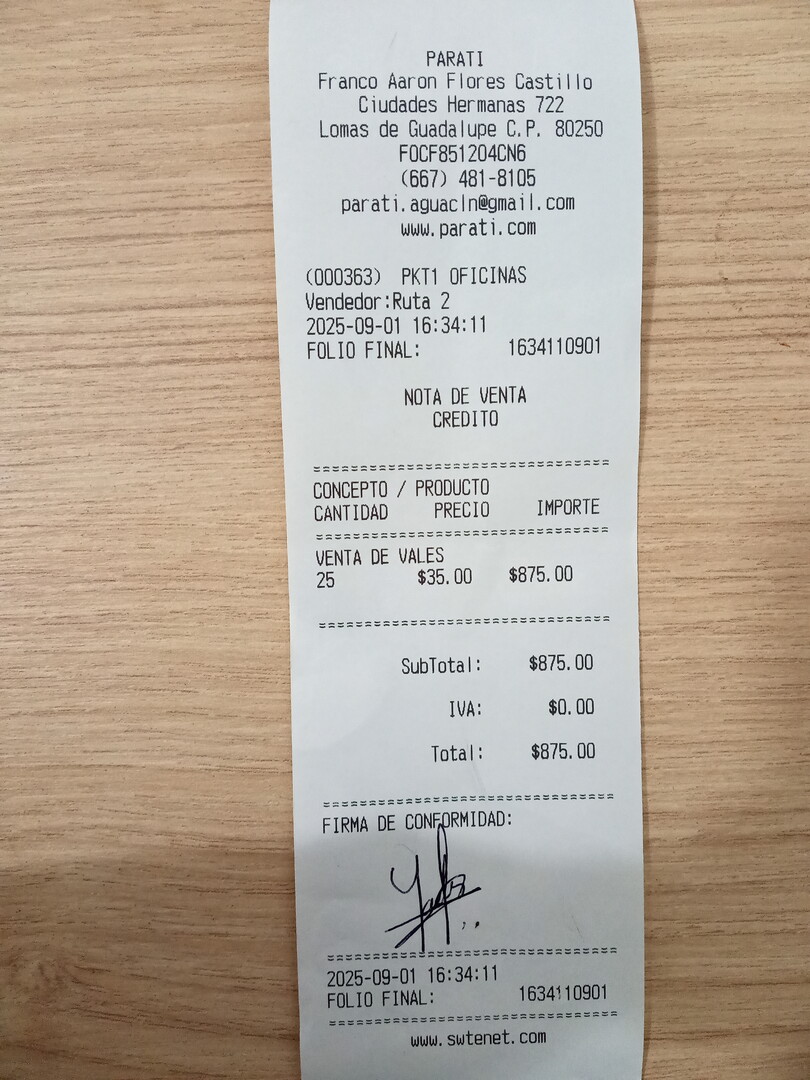 PARATI
Franco Aaron Flores Castillo
Ciudades Hermanas 722
Lomas de Guadalupe C.P. 80250
FOCF851204CN6
(667) 481-8105
parati.aguacln@gmail.com
www.parati.com
(000363) PKT1 OFICINAS
Vendedor:Ruta 2
2025-09-01 16:34:11
FOLIO FINAL: 1634110901
NOTA DE VENTA
CREDITO
==============================
CONCEPTO / PRODUCTO
CANTIDAD PRECIO IMPORTE
==============================
VENTA DE VALES
25 $35.00 $875.00
==============================
SubTotal: $875.00
IVA: $0.00
Total: $875.00
==============================
FIRMA DE CONFORMIDAD:
==============================
2025-09-01 16:34:11
FOLIO FINAL: 1634110901
==============================
www.swtenet.com